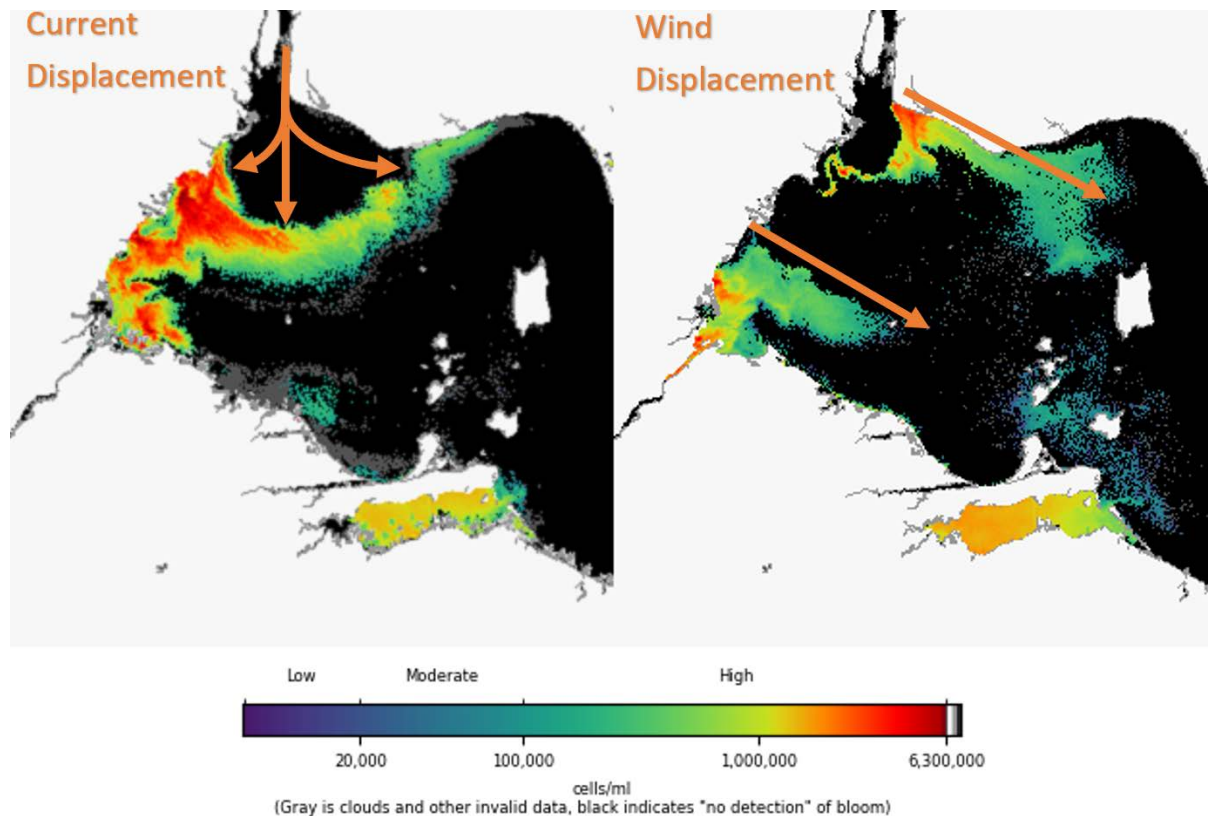 Current
Displacement
Wind
Displacement
Low Moderate High
20,000 100,000 1,000,000 6,300,000
cells/ml
(Gray is clouds and other invalid data, black indicates "no detection" of bloom)